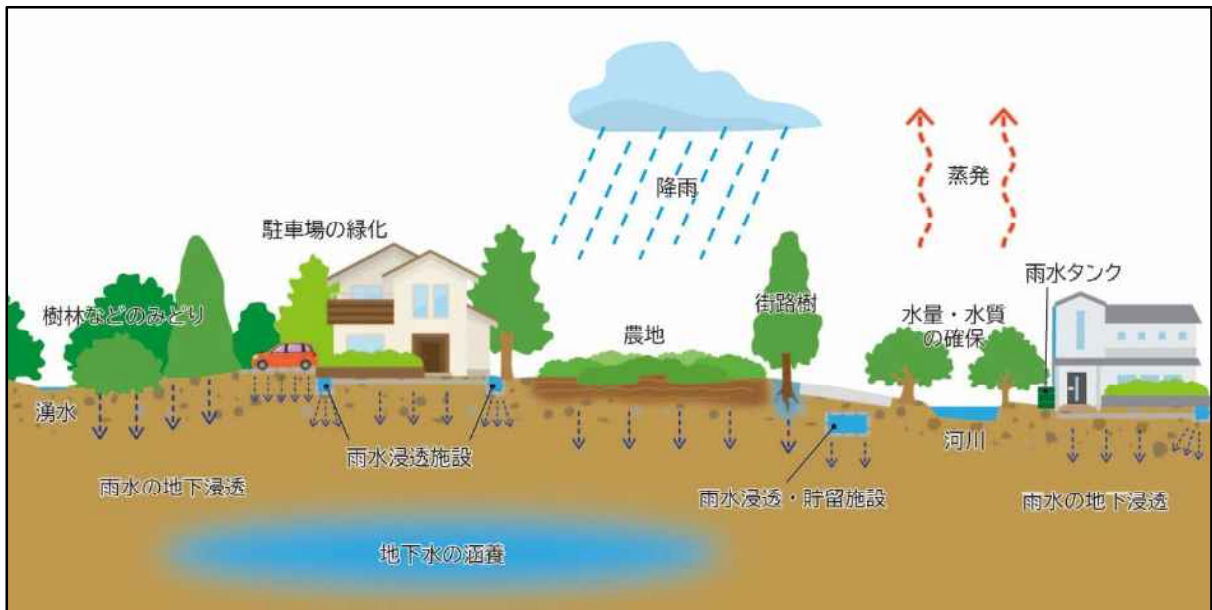 降雨
蒸発
駐車場の緑化
雨水タンク
樹林などのみどり
街路樹
水量・水質
の確保
農地
湧水
河川
雨水浸透施設
雨水の地下浸透
雨水浸透・貯留施設
雨水の地下浸透
地下水の涵養